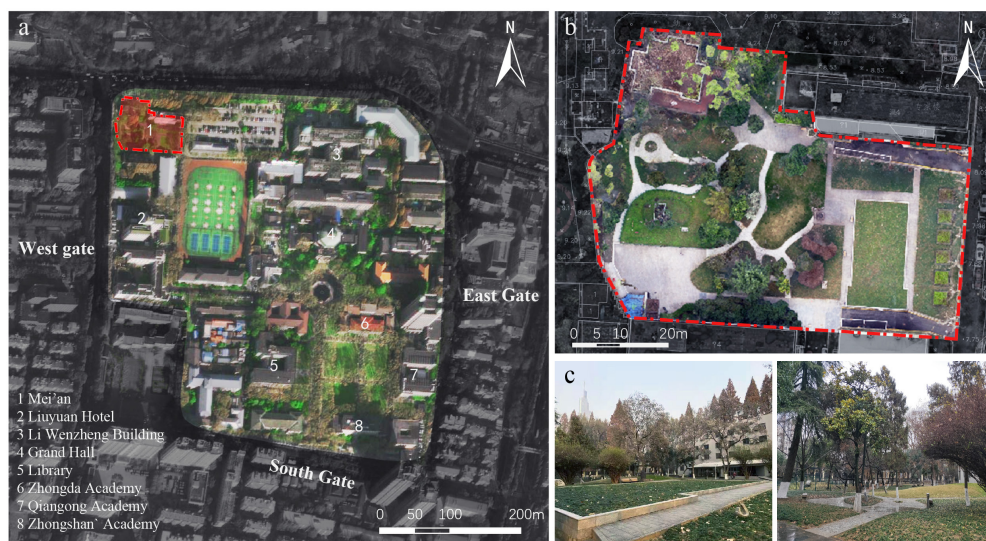 a
N
1
3
2
4
West gate
East Gate
6
5
7
8
1 Mei'an
2 Liuyuan Hotel
3 Li Wenzheng Building
4 Grand Hall
5 Library
6 Zhongda Academy
7 Qiangong Academy
8 Zhongshan` Academy
South Gate
0 50 100 200m
b
N
0 5 10 20m
c